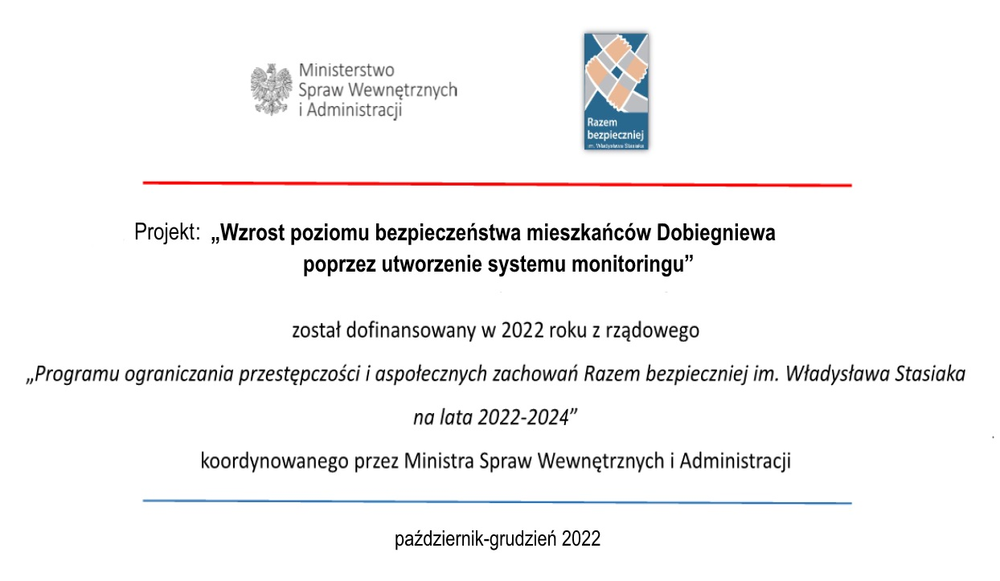 Ministerstwo
Spraw Wewnętrznych
i Administracji
Razem
bezpieczniej
im. Władysława Stasiaka
Projekt: „Wzrost poziomu bezpieczeństwa mieszkańców Dobiegniewa
poprzez utworzenie systemu monitoringu”
został dofinansowany w 2022 roku z rządowego
„Programu ograniczania przestępczości i aspołecznych zachowań Razem bezpieczniej im. Władysława Stasiaka
na lata 2022-2024”
koordynowanego przez Ministra Spraw Wewnętrznych i Administracji
październik-grudzień 2022